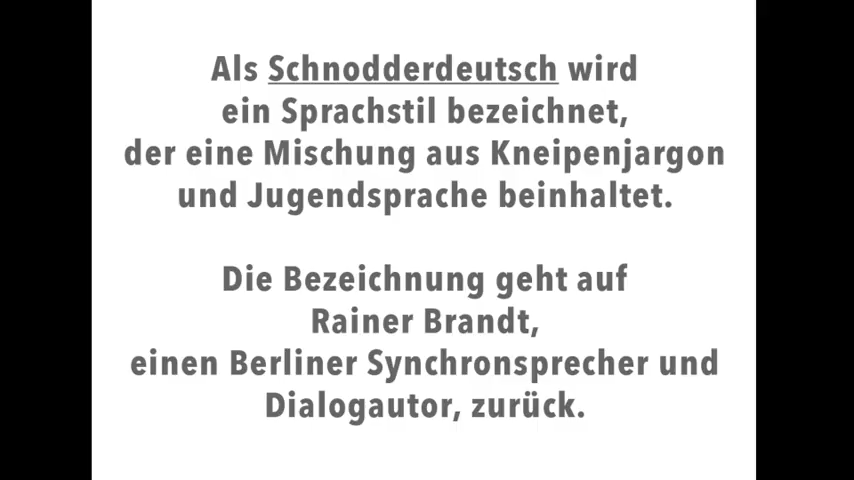 Als Schnodderdeutsch wird
ein Sprachstil bezeichnet,
der eine Mischung aus Kneipenjargon
und Jugendsprache beinhaltet.
Die Bezeichnung geht auf
Rainer Brandt,
einen Berliner Synchronsprecher und
Dialogautor, zurück.